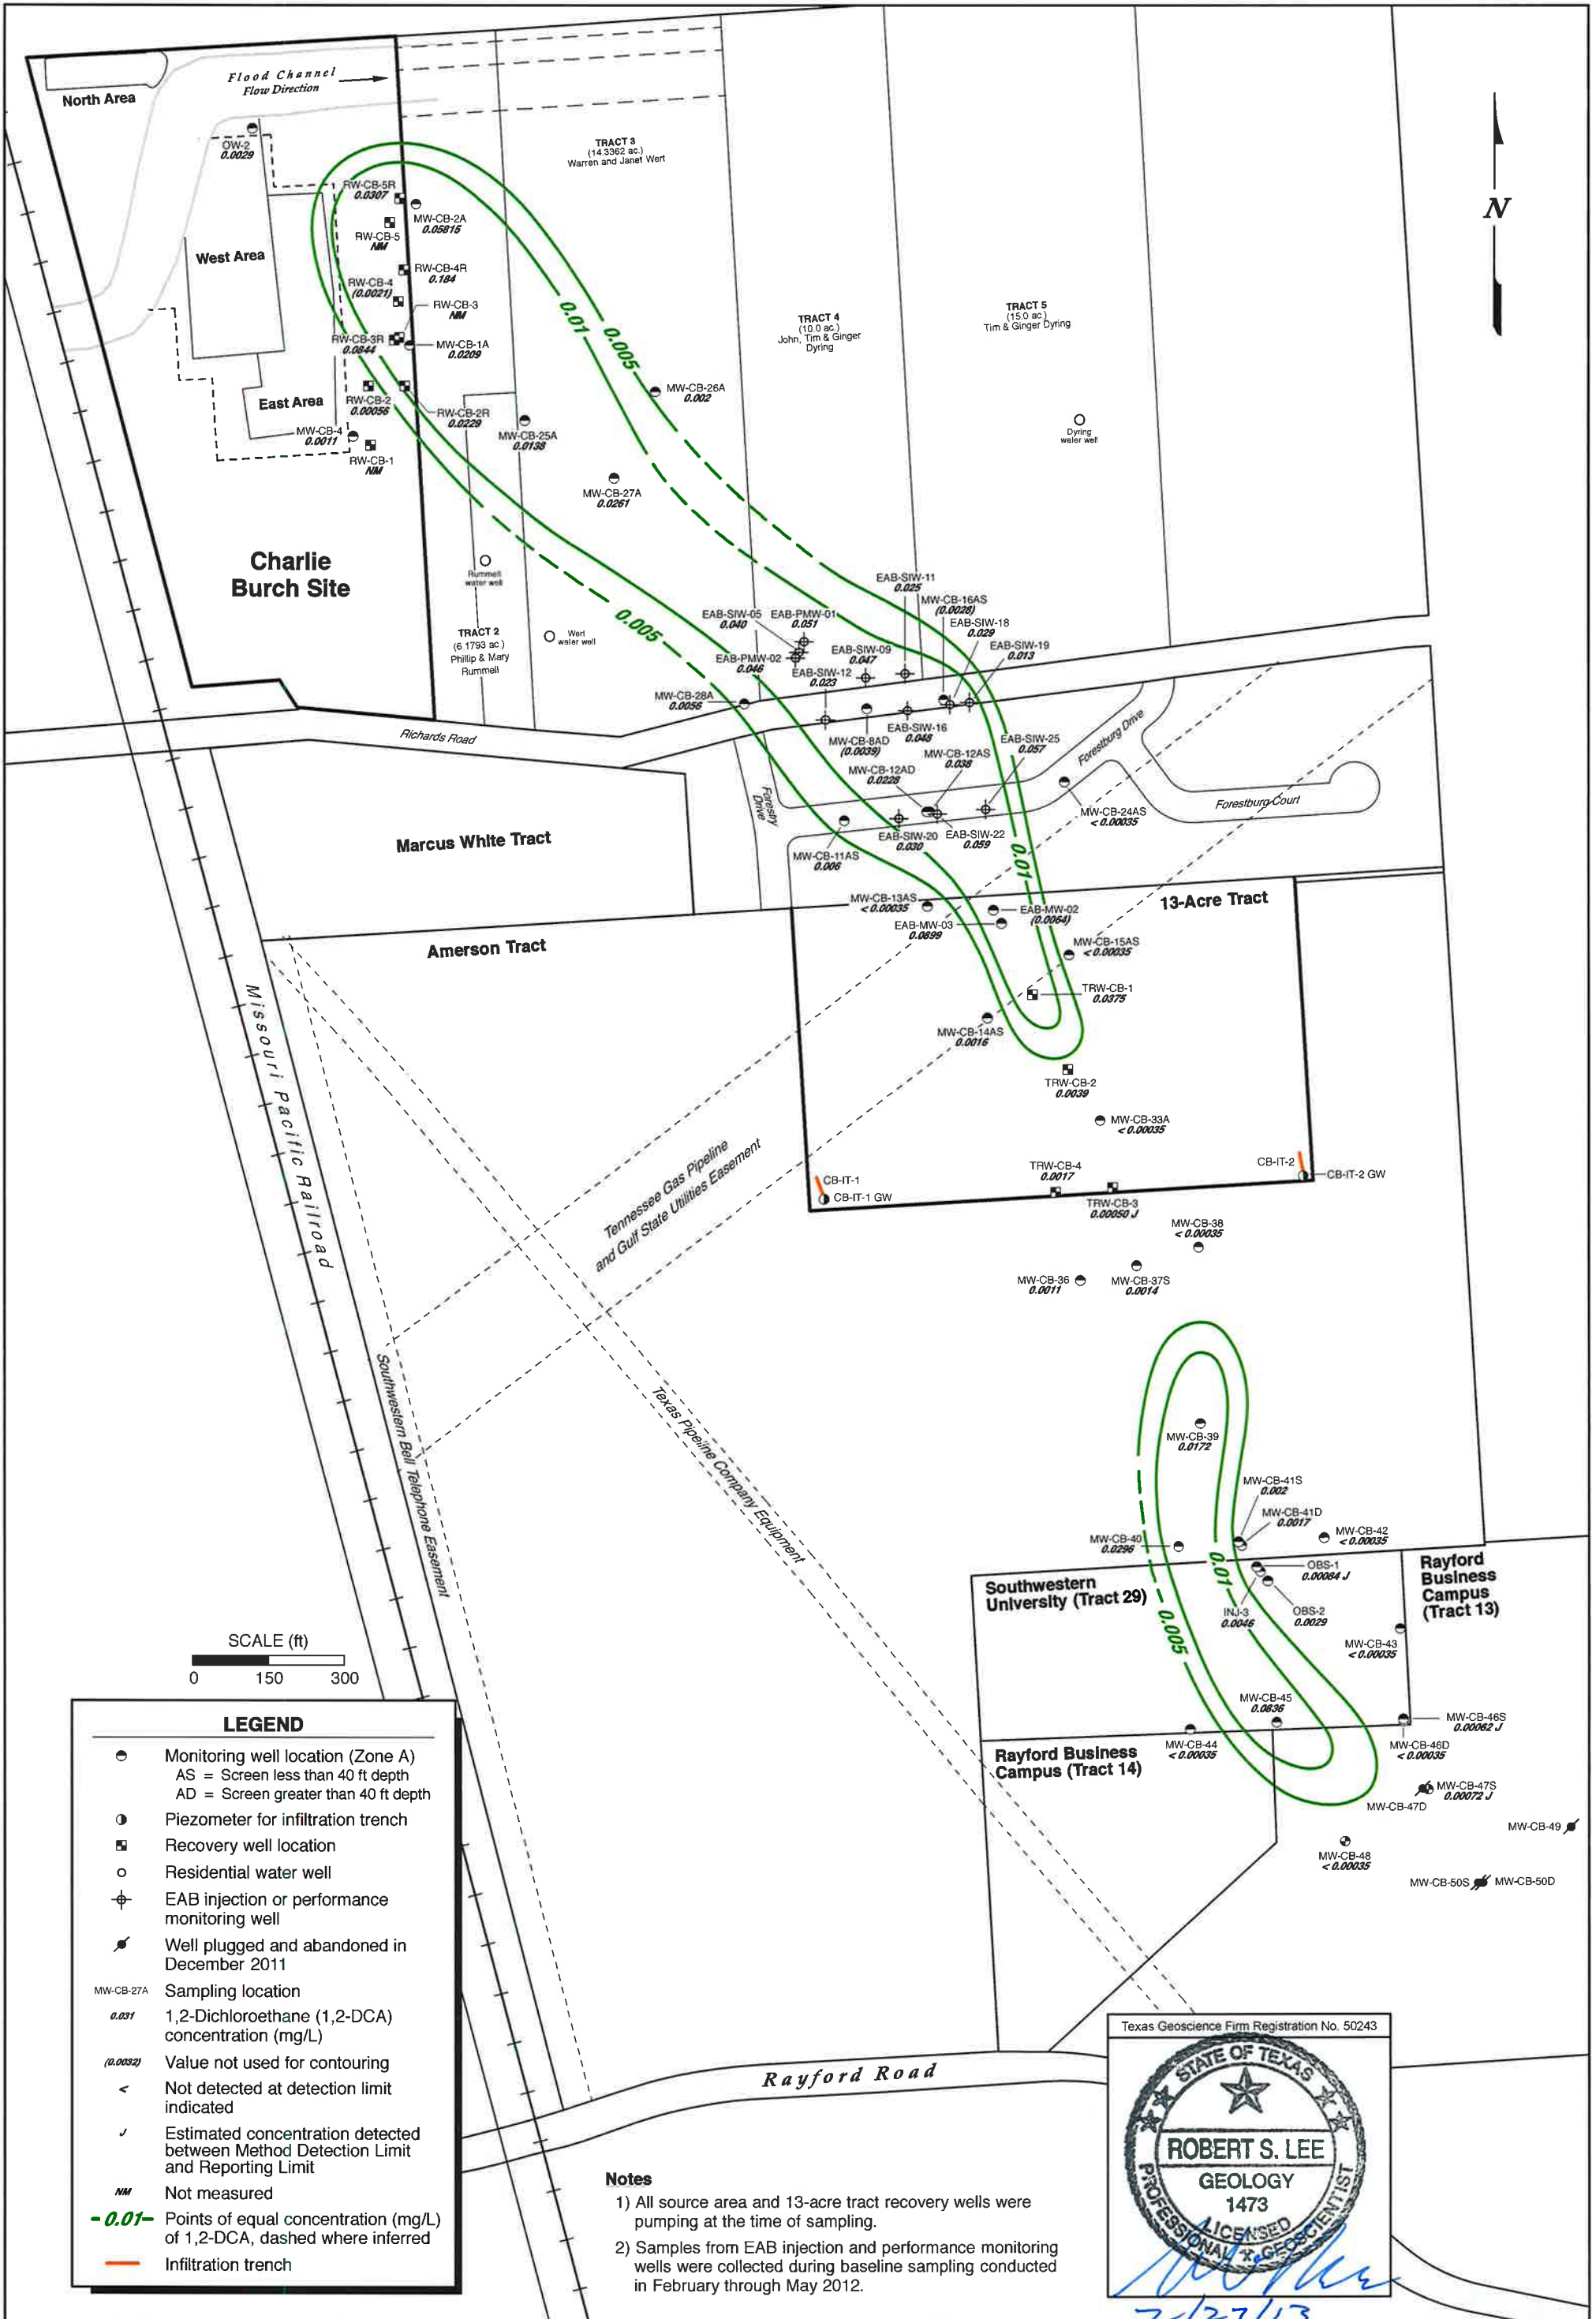 North Area
Flood Channel
Flow Direction
OW-2
0.0029
RW-CB-5R
0.0307
MW-CB-2A
0.05815
RW-CB-5
NM
West Area
RW-CB-4R
0.184
RW-CB-4
(0.0021)
RW-CB-3
NM
RW-CB-3R
0.0844
MW-CB-1A
0.0209
East Area
RW-CB-2
0.00056
RW-CB-2R
0.0229
MW-CB-4
0.0011
RW-CB-1
NM
MW-CB-25A
0.0138
MW-CB-26A
0.002
MW-CB-27A
0.0261
0.01
0.005
TRACT 3
(14.3362 ac.)
Warren and Janet Wert
TRACT 4
(10.0 ac.)
John, Tim & Ginger
Dyring
TRACT 5
(15.0 ac.)
Tim & Ginger Dyring
Dyring
water well
N
Charlie
Burch Site
Rummell
water well
TRACT 2
(6.1793 ac.)
Phillip & Mary
Rummell
Wert
water well
0.005
EAB-SIW-11
0.025
MW-CB-16AS
(0.0028)
EAB-SIW-05
0.040
EAB-PMW-01
0.051
EAB-SIW-18
0.029
EAB-SIW-19
0.013
EAB-PMW-02
0.046
EAB-SIW-09
0.047
EAB-SIW-12
0.023
MW-CB-28A
0.0056
Richards Road
EAB-SIW-16
0.048
MW-CB-8AD
(0.0039)
EAB-SIW-25
0.057
MW-CB-12AS
0.038
MW-CB-12AD
0.0228
Forestburg Drive
Forestry
Drive
Forestburg Court
MW-CB-24AS
< 0.00035
Marcus White Tract
EAB-SIW-20
0.030
EAB-SIW-22
0.059
MW-CB-11AS
0.006
0.01
MW-CB-13AS
< 0.00035
EAB-MW-02
(0.0064)
EAB-MW-03
0.0899
13-Acre Tract
Amerson Tract
MW-CB-15AS
< 0.00035
TRW-CB-1
0.0375
MW-CB-14AS
0.0016
TRW-CB-2
0.0039
MW-CB-33A
< 0.00035
Missouri Pacific Railroad
Tennessee Gas Pipeline
and Gulf State Utilities Easement
CB-IT-1
CB-IT-1 GW
TRW-CB-4
0.0017
TRW-CB-3
0.00050 J
CB-IT-2
CB-IT-2 GW
MW-CB-38
< 0.00035
MW-CB-36
0.0011
MW-CB-37S
0.0014
Southwestern Bell Telephone Easement
Texas Pipeline Company Equipment
MW-CB-39
0.0172
MW-CB-41S
0.002
MW-CB-41D
0.0017
MW-CB-42
< 0.00035
MW-CB-40
0.0296
0.01
0.005
OBS-1
0.00064 J
INJ-3
0.0046
OBS-2
0.0029
Southwestern
University (Tract 29)
Rayford
Business
Campus
(Tract 13)
MW-CB-43
< 0.00035
MW-CB-45
0.0836
MW-CB-44
< 0.00035
MW-CB-46S
0.00062 J
MW-CB-46D
< 0.00035
Rayford Business
Campus (Tract 14)
MW-CB-47S
0.00072 J
MW-CB-47D
MW-CB-49
MW-CB-48
< 0.00035
MW-CB-50S
MW-CB-50D
SCALE (ft)
0 150 300
LEGEND
Monitoring well location (Zone A)
AS = Screen less than 40 ft depth
AD = Screen greater than 40 ft depth
Piezometer for infiltration trench
Recovery well location
Residential water well
EAB injection or performance
monitoring well
Well plugged and abandoned in
December 2011
MW-CB-27A Sampling location
0.031 1,2-Dichloroethane (1,2-DCA)
concentration (mg/L)
(0.0032) Value not used for contouring
< Not detected at detection limit
indicated
J Estimated concentration detected
between Method Detection Limit
and Reporting Limit
NM Not measured
0.01 Points of equal concentration (mg/L)
of 1,2-DCA, dashed where inferred
Infiltration trench
Rayford Road
Notes
1) All source area and 13-acre tract recovery wells were
pumping at the time of sampling.
2) Samples from EAB injection and performance monitoring
wells were collected during baseline sampling conducted
in February through May 2012.
Texas Geoscience Firm Registration No. 50243
STATE OF TEXAS
ROBERT S. LEE
GEOLOGY
1473
LICENSED
PROFESSIONAL GEOSCIENTIST